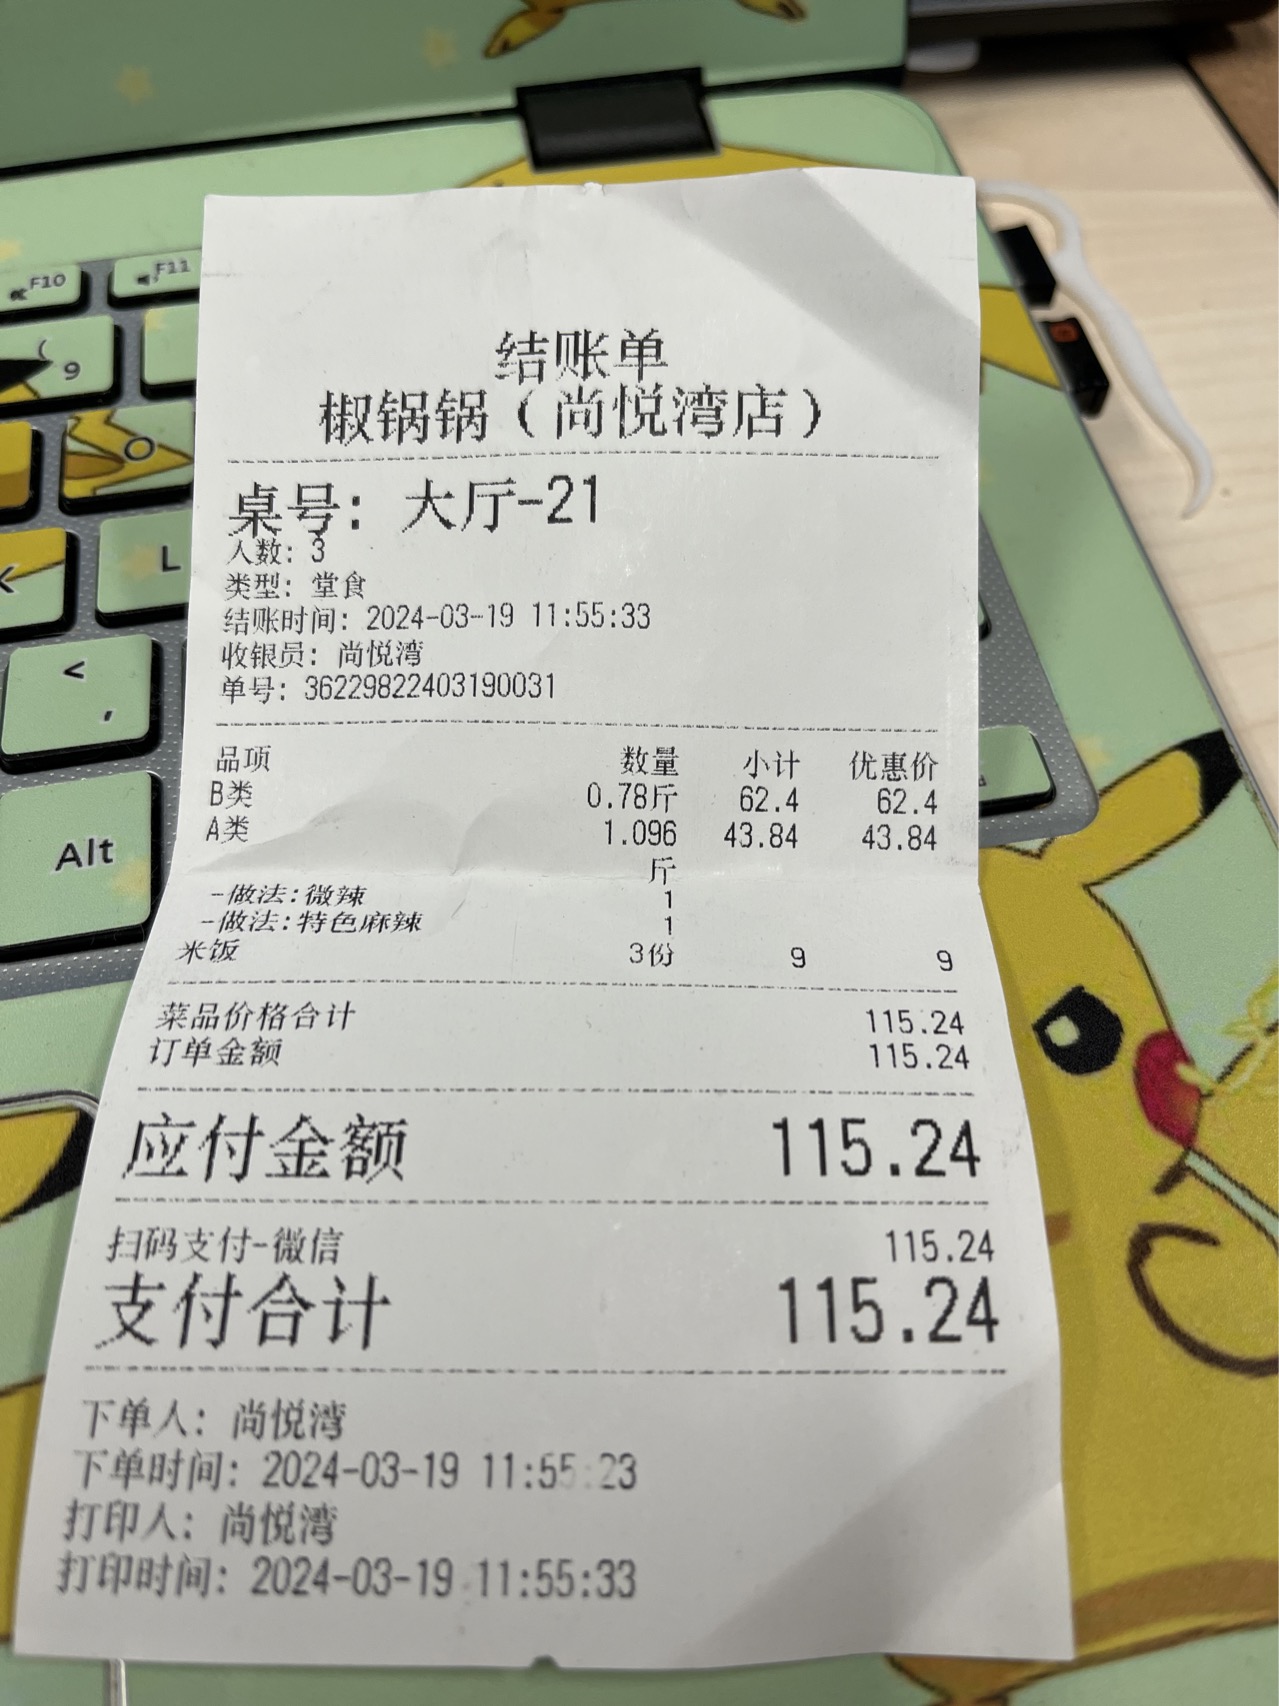 F10
F11
(
9
O
L
<
,
Alt
结账单
椒锅锅（尚悦湾店）
桌号: 大厅-21
人数: 3
类型: 堂食
结账时间: 2024-03-19 11:55:33
收银员: 尚悦湾
单号: 36229822403190031
品项 数量 小计 优惠价
B类 0.78斤 62.4 62.4
A类 1.096 43.84 43.84
斤
-做法:微辣 1
-做法:特色麻辣 1
米饭 3份 9 9
菜品价格合计 115.24
订单金额 115.24
应付金额 115.24
扫码支付-微信 115.24
支付合计 115.24
下单人: 尚悦湾
下单时间: 2024-03-19 11:55:23
打印人: 尚悦湾
打印时间: 2024-03-19 11:55:33